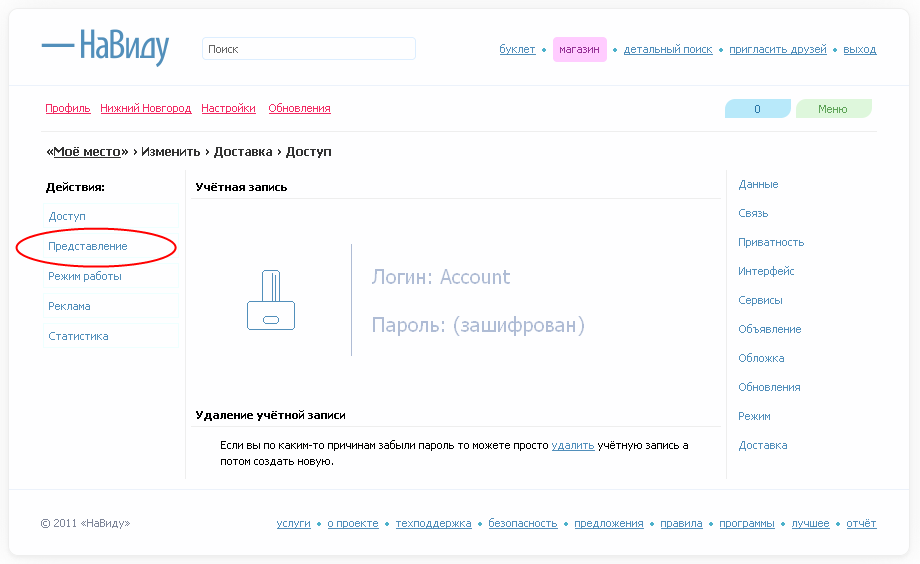 НаВиду
Поиск
буклет • магазин • детальный поиск • пригласить друзей • выход
Профиль Нижний Новгород Настройки Обновления
0 Меню
«Моё место» › Изменить › Доставка › Доступ
Действия:
Доступ
Представление
Режим работы
Реклама
Статистика
Учётная запись
Логин: Account
Пароль: (зашифрован)
Удаление учётной записи
Если вы по каким-то причинам забыли пароль то можете просто удалить учётную запись а
потом создать новую.
Данные
Связь
Приватность
Интерфейс
Сервисы
Объявление
Обложка
Обновления
Режим
Доставка
© 2011 «НаВиду»
услуги • о проекте • техподдержка • безопасность • предложения • правила • программы • лучшее • отчёт